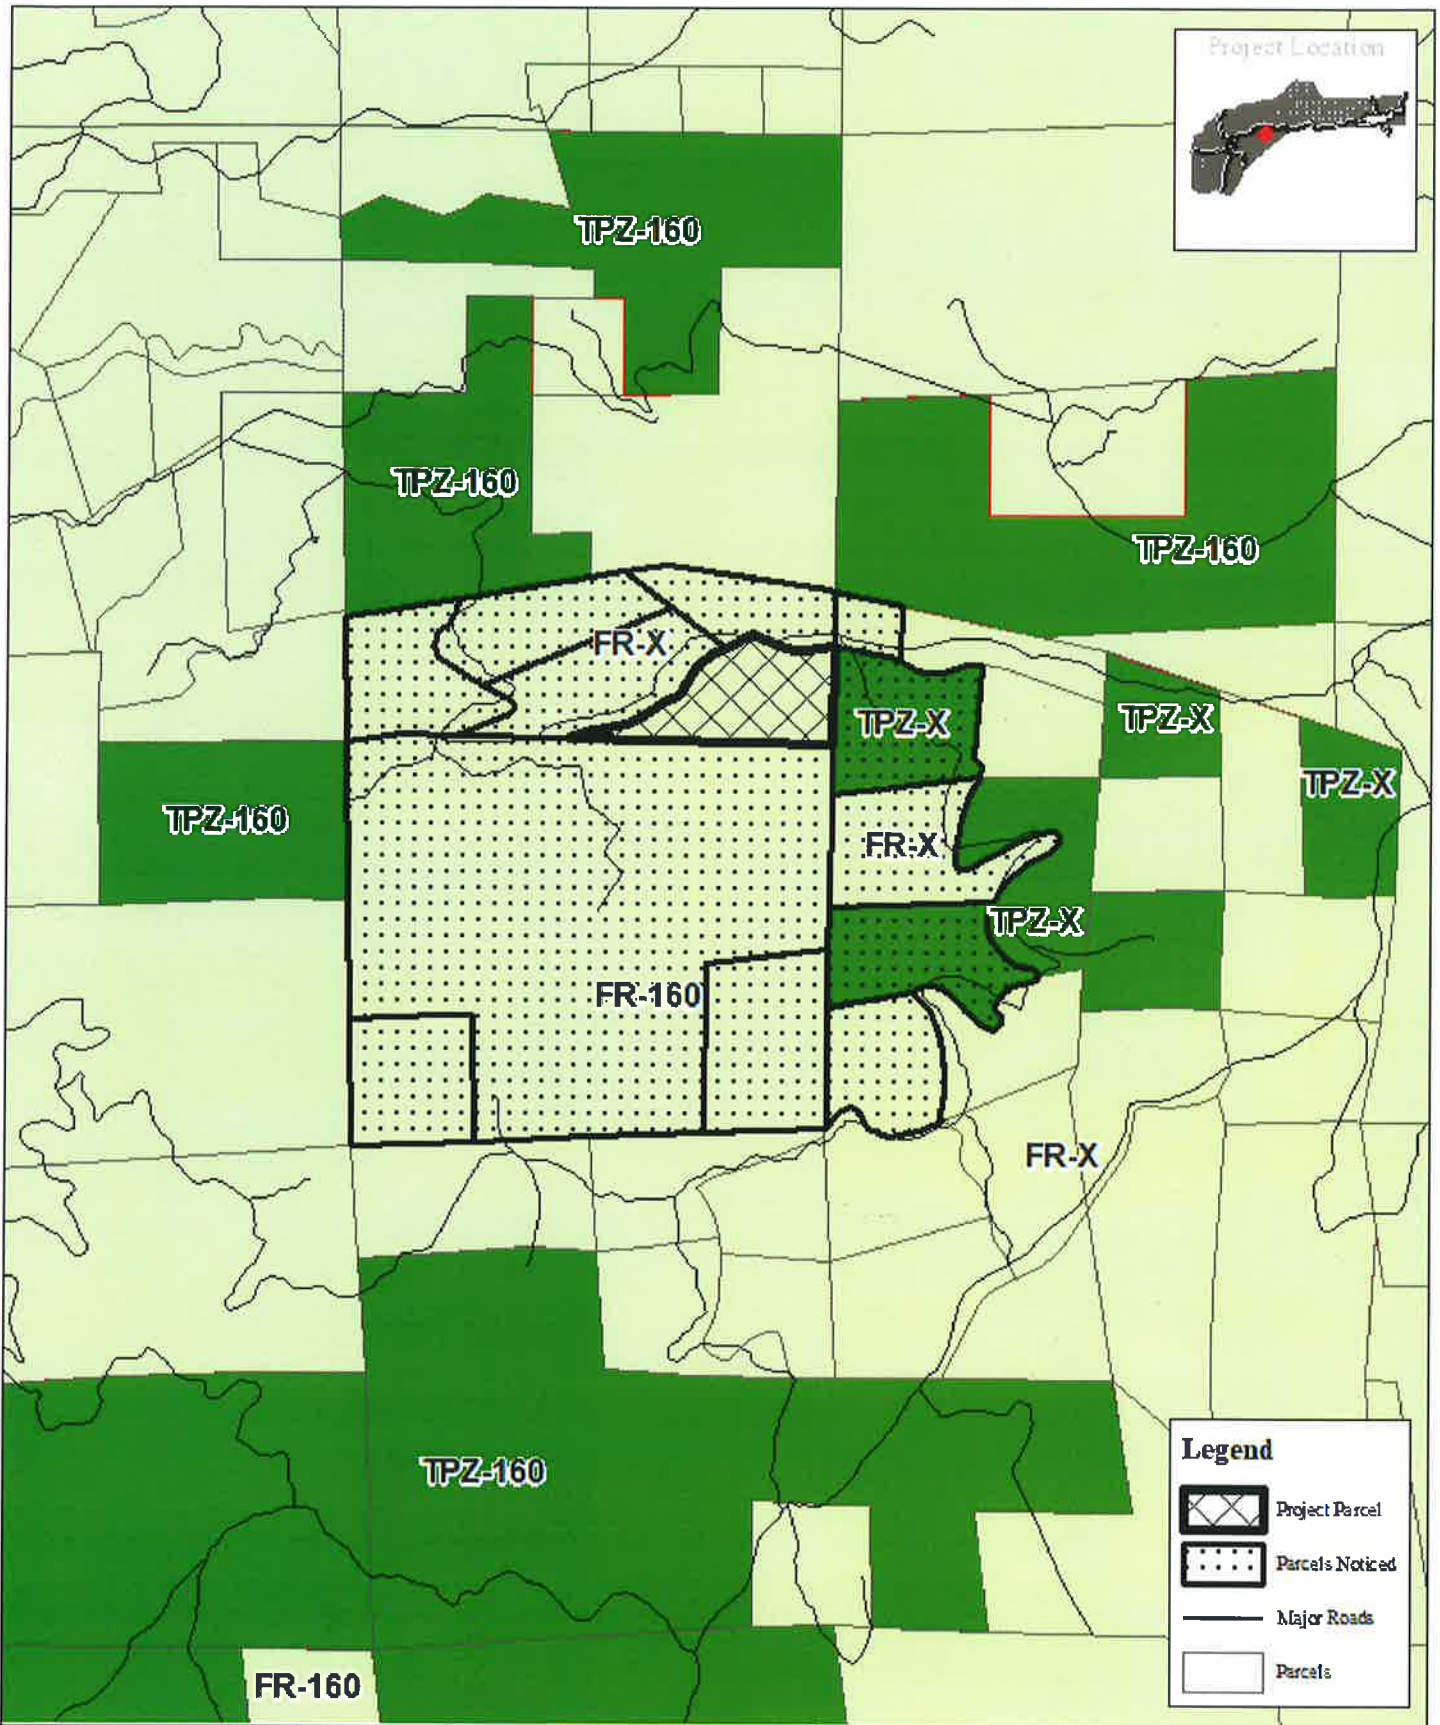 Project Location
TPZ-160
TPZ-160
TPZ-160
FR-X
TPZ-X
TPZ-X
TPZ-X
TPZ-160
FR-X
TPZ-X
FR-160
FR-X
TPZ-160
FR-160
Legend
Project Parcel
Parcels Noticed
Major Roads
Parcels